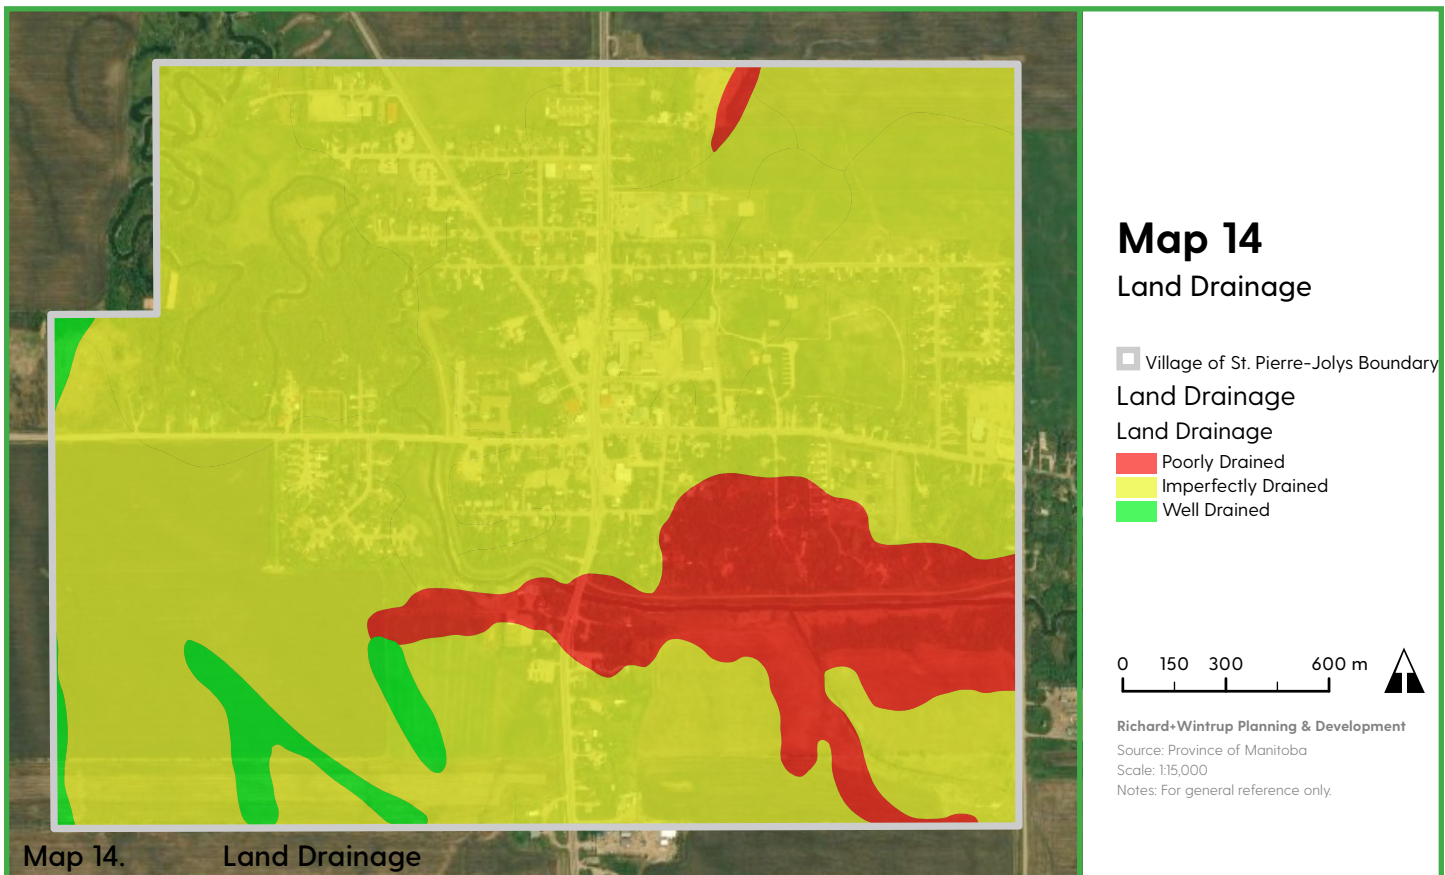 Map 14
Land Drainage
Village of St. Pierre-Jolys Boundary
Land Drainage
Land Drainage
Poorly Drained
Imperfectly Drained
Well Drained
0 150 300 600 m
Richard+Wintrup Planning & Development
Source: Province of Manitoba
Scale: 1:15,000
Notes: For general reference only.
Map 14. Land Drainage